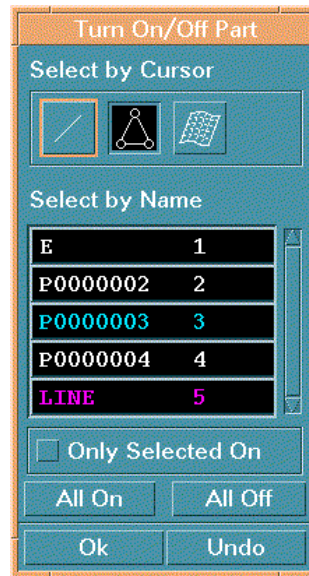 Turn On/Off Part
Select by Cursor
Select by Name
E 1
P0000002 2
P0000003 3
P0000004 4
LINE 5
Only Selected On
All On All Off
Ok Undo